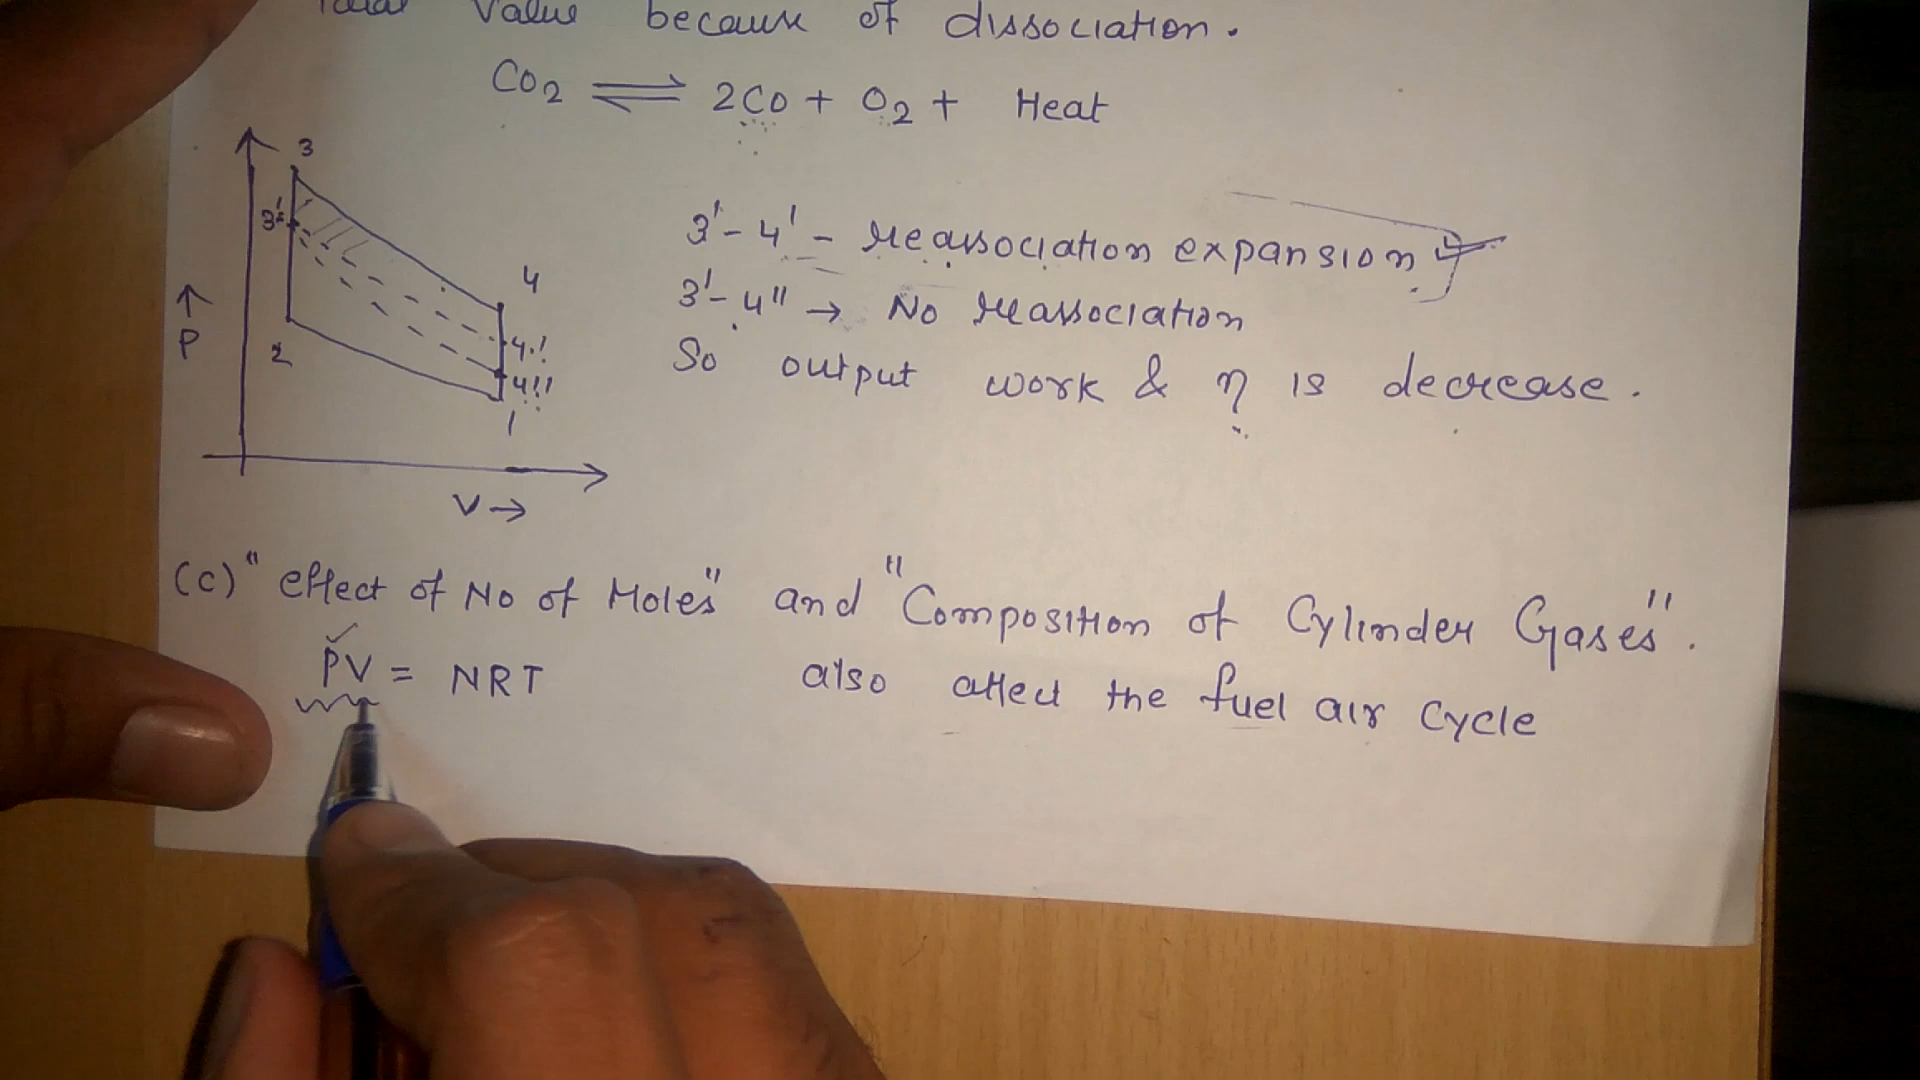 value because of dissociation.
CO2 ⇌ 2CO + O2 + Heat
3
3'
4
4'
4''
2
1
P
V →
3' - 4' - reassociation expansion
3' - 4'' → No reassociation
So output work & η is decrease.
(c) "effect of No of Moles" and "Composition of Cylinder Gases".
PV = NRT also affect the fuel air Cycle